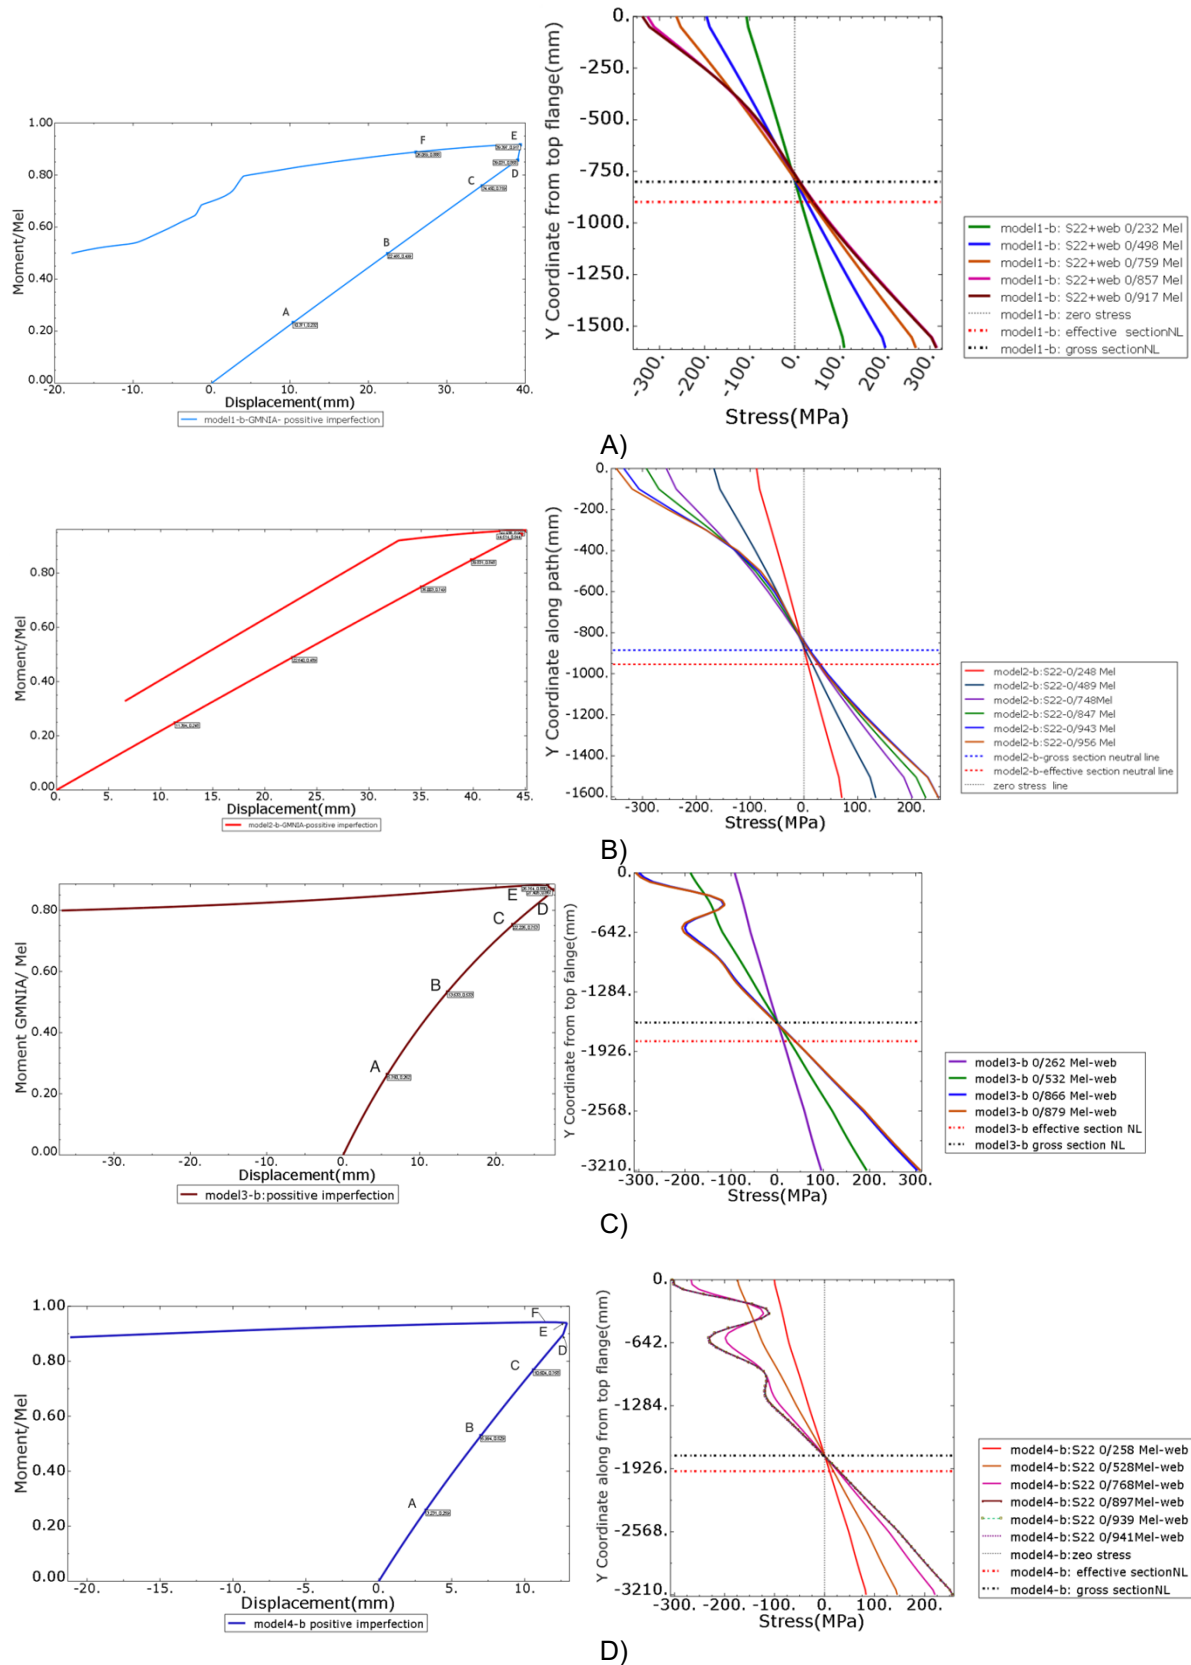 1.00
0.80
0.60
0.40
0.20
0.00
-20.
-10.
0.
10.
20.
30.
40.
Moment/Mel
Displacement(mm)
A
B
C
D
E
F
model1-b-GMNIA- possitive imperfection
0.
-250.
-500.
-750.
-1000.
-1250.
-1500.
-300.
-200.
-100.
0.
100.
200.
300.
Y Coordinate from top flange(mm)
Stress(MPa)
model1-b: S22+web 0/232 Mel
model1-b: S22+web 0/498 Mel
model1-b: S22+web 0/759 Mel
model1-b: S22+web 0/857 Mel
model1-b: S22+web 0/917 Mel
model1-b: zero stress
model1-b: effective sectionNL
model1-b: gross sectionNL
A)
0.80
0.60
0.40
0.20
0.00
0.
5.
10.
15.
20.
25.
30.
35.
40.
45.
Moment/Mel
Displacement(mm)
model2-b-GMNIA-possitive imperfection
0.
-200.
-400.
-600.
-800.
-1000.
-1200.
-1400.
-1600.
-300.
-200.
-100.
0.
100.
200.
Y Coordinate along path(mm)
Stress(MPa)
model2-b:S22-0/248 Mel
model2-b:S22-0/489 Mel
model2-b:S22-0/748Mel
model2-b:S22-0/847 Mel
model2-b:S22-0/943 Mel
model2-b:S22-0/956 Mel
model2-b-gross section neutral line
model2-b-effective section neutral line
zero stress line
B)
0.80
0.60
0.40
0.20
0.00
-30.
-20.
-10.
0.
10.
20.
Moment GMNIA/ Mel
Displacement(mm)
A
B
C
D
E
model3-b:possitive imperfection
0.
-642.
-1284.
-1926.
-2568.
-3210.
-300.
-200.
-100.
0.
100.
200.
300.
Y Coordinate from top falnge(mm)
Stress(MPa)
model3-b 0/262 Mel-web
model3-b 0/532 Mel-web
model3-b 0/866 Mel-web
model3-b 0/879 Mel-web
model3-b effective section NL
model3-b gross section NL
C)
1.00
0.80
0.60
0.40
0.20
0.00
-20.
-15.
-10.
-5.
0.
5.
10.
Moment/Mel
Displacement(mm)
A
B
C
D
E
F
model4-b positive imperfection
0.
-642.
-1284.
-1926.
-2568.
-3210.
-300.
-200.
-100.
0.
100.
200.
Y Coordinate along from top flange(mm)
Stress(MPa)
model4-b:S22 0/258 Mel-web
model4-b:S22 0/528Mel-web
model4-b:S22 0/768Mel-web
model4-b:S22 0/897Mel-web
model4-b:S22 0/939 Mel-web
model4-b:S22 0/941Mel-web
model4-b:zeo stress
model4-b: effective sectionNL
model4-b: gross sectionNL
D)